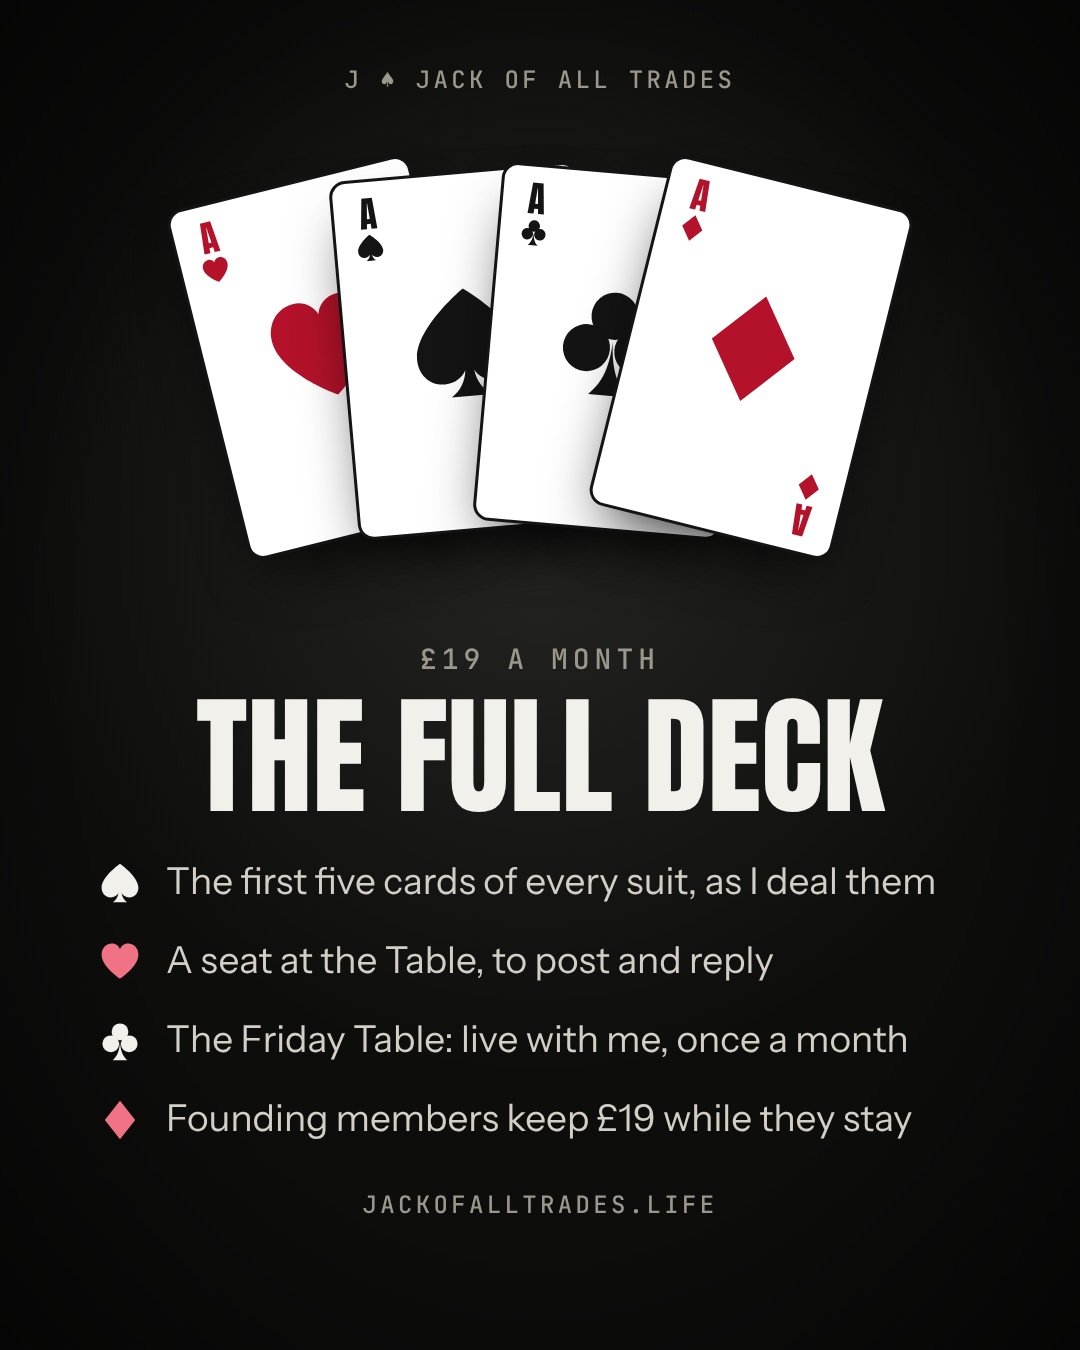 J ♠ JACK OF ALL TRADES
A
A
A
A
A
£19 A MONTH
THE FULL DECK
The first five cards of every suit, as I deal them
A seat at the Table, to post and reply
The Friday Table: live with me, once a month
Founding members keep £19 while they stay
JACKOFALLTRADES.LIFE